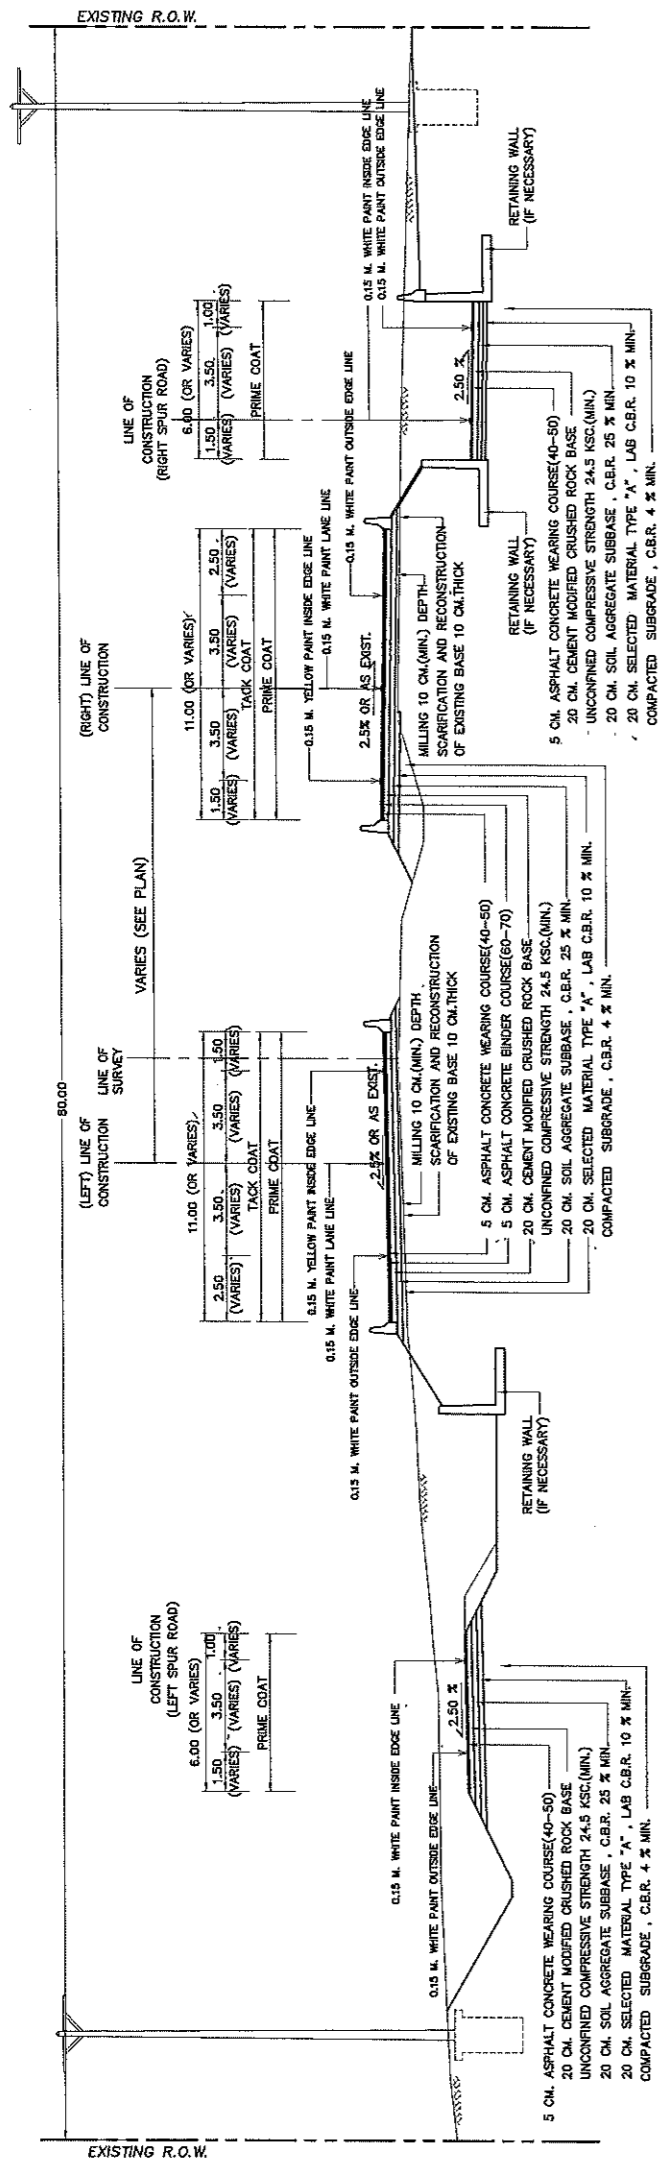 EXISTING R.O.W.
80.00
EXISTING R.O.W.
LINE OF
CONSTRUCTION
(LEFT SPUR ROAD)
6.00 (OR VARIES)
1.50
3.50
1.00
(VARIES)
(VARIES)
(VARIES)
PRIME COAT
0.15 M. WHITE PAINT INSIDE EDGE LINE
0.15 M. WHITE PAINT OUTSIDE EDGE LINE
2.50 %
5 CM. ASPHALT CONCRETE WEARING COURSE(40-50)
20 CM. CEMENT MODIFIED CRUSHED ROCK BASE
UNCONFINED COMPRESSIVE STRENGTH 24.5 KSC.(MIN.)
20 CM. SOIL AGGREGATE SUBBASE , C.B.R. 25 % MIN.
20 CM. SELECTED MATERIAL TYPE "A" , LAB C.B.R. 10 % MIN.
COMPACTED SUBGRADE , C.B.R. 4 % MIN.
RETAINING WALL
(IF NECESSARY)
(LEFT) LINE OF
CONSTRUCTION
LINE OF
SURVEY
VARIES (SEE PLAN)
11.00 (OR VARIES)
2.50
3.50
3.50
1.50
(VARIES)
(VARIES)
(VARIES)
(VARIES)
TACK COAT
PRIME COAT
0.15 M. YELLOW PAINT INSIDE EDGE LINE
0.15 M. WHITE PAINT LANE LINE
0.15 M. WHITE PAINT OUTSIDE EDGE LINE
2.5% OR AS EXIST.
MILLING 10 CM.(MIN.) DEPTH
SCARIFICATION AND RECONSTRUCTION
OF EXISTING BASE 10 CM.THICK
5 CM. ASPHALT CONCRETE WEARING COURSE(40-50)
5 CM. ASPHALT CONCRETE BINDER COURSE(60-70)
20 CM. CEMENT MODIFIED CRUSHED ROCK BASE
UNCONFINED COMPRESSIVE STRENGTH 24.5 KSC.(MIN.)
20 CM. SOIL AGGREGATE SUBBASE , C.B.R. 25 % MIN.
20 CM. SELECTED MATERIAL TYPE "A" , LAB C.B.R. 10 % MIN.
COMPACTED SUBGRADE , C.B.R. 4 % MIN.
(RIGHT) LINE OF
CONSTRUCTION
11.00 (OR VARIES)
1.50
3.50
3.50
2.50
(VARIES)
(VARIES)
(VARIES)
(VARIES)
TACK COAT
PRIME COAT
0.15 M. YELLOW PAINT INSIDE EDGE LINE
0.15 M. WHITE PAINT LANE LINE
0.15 M. WHITE PAINT OUTSIDE EDGE LINE
2.5% OR AS EXIST.
MILLING 10 CM.(MIN.) DEPTH
SCARIFICATION AND RECONSTRUCTION
OF EXISTING BASE 10 CM.THICK
RETAINING WALL
(IF NECESSARY)
LINE OF
CONSTRUCTION
(RIGHT SPUR ROAD)
6.00 (OR VARIES)
1.50
3.50
1.00
(VARIES)
(VARIES)
(VARIES)
PRIME COAT
0.15 M. WHITE PAINT INSIDE EDGE LINE
0.15 M. WHITE PAINT OUTSIDE EDGE LINE
2.50 %
RETAINING WALL
(IF NECESSARY)
5 CM. ASPHALT CONCRETE WEARING COURSE(40-50)
20 CM. CEMENT MODIFIED CRUSHED ROCK BASE
UNCONFINED COMPRESSIVE STRENGTH 24.5 KSC.(MIN.)
20 CM. SOIL AGGREGATE SUBBASE , C.B.R. 25 % MIN.
20 CM. SELECTED MATERIAL TYPE "A" , LAB C.B.R. 10 % MIN.
COMPACTED SUBGRADE , C.B.R. 4 % MIN.